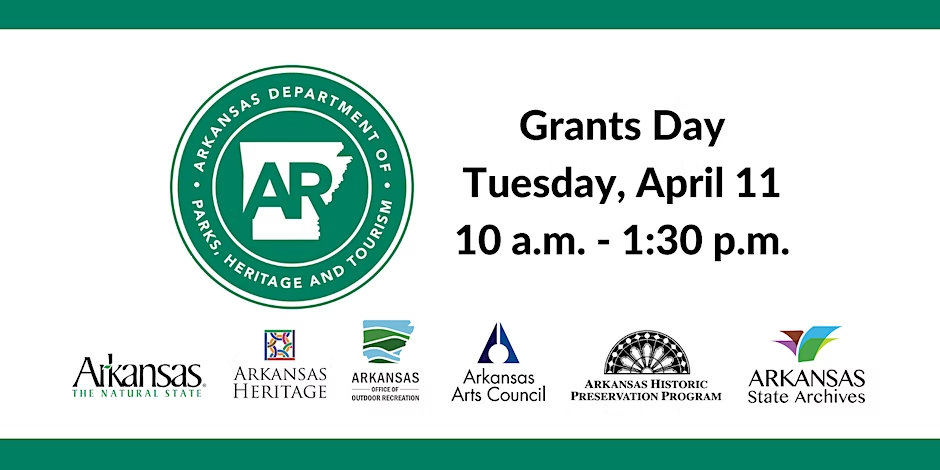 ARKANSAS DEPARTMENT OF
• PARKS, HERITAGE AND TOURISM •
AR
Grants Day
Tuesday, April 11
10 a.m. - 1:30 p.m.
Arkansas®
THE NATURAL STATE
ARKANSAS
HERITAGE
ARKANSAS
OFFICE OF
OUTDOOR RECREATION
Arkansas
Arts Council
ARKANSAS HISTORIC
PRESERVATION PROGRAM
ARKANSAS
State Archives